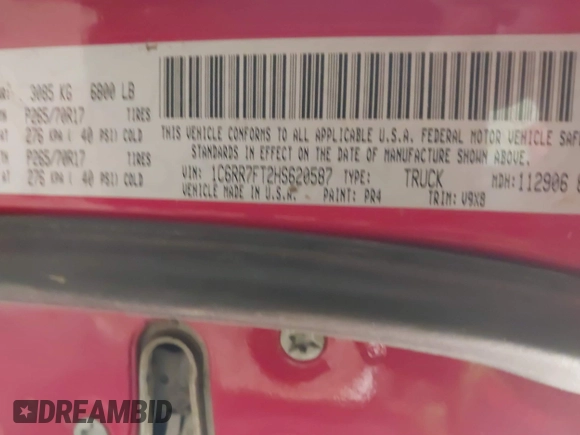 3085 KG 6800 LB
P265/70R17 TIRES
276 KPA ( 40 PSI) COLD
P265/70R17 TIRES
276 KPA ( 40 PSI) COLD
THIS VEHICLE CONFORMS TO ALL APPLICABLE U.S.A. FEDERAL MOTOR VEHICLE SAFE
STANDARDS IN EFFECT ON THE DATE OF MANUFACTURE SHOWN ABOVE.
VIN: 1C6RR7FT2HS620587 TYPE: TRUCK MDH: 112906
VEHICLE MADE IN U.S.A. PAINT: PR4 TRIM: V9X8
DREAMBID